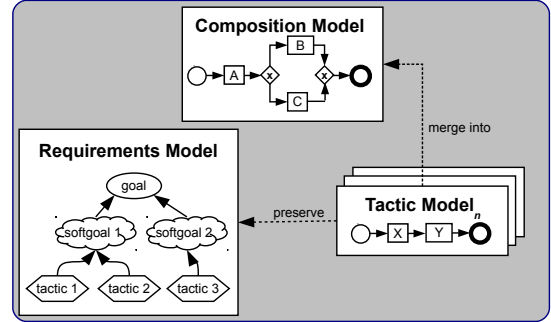 Composition Model
B
A
x
x
C
merge into
Requirements Model
goal
softgoal 1
softgoal 2
tactic 1
tactic 2
tactic 3
preserve
Tactic Model
n
X
Y